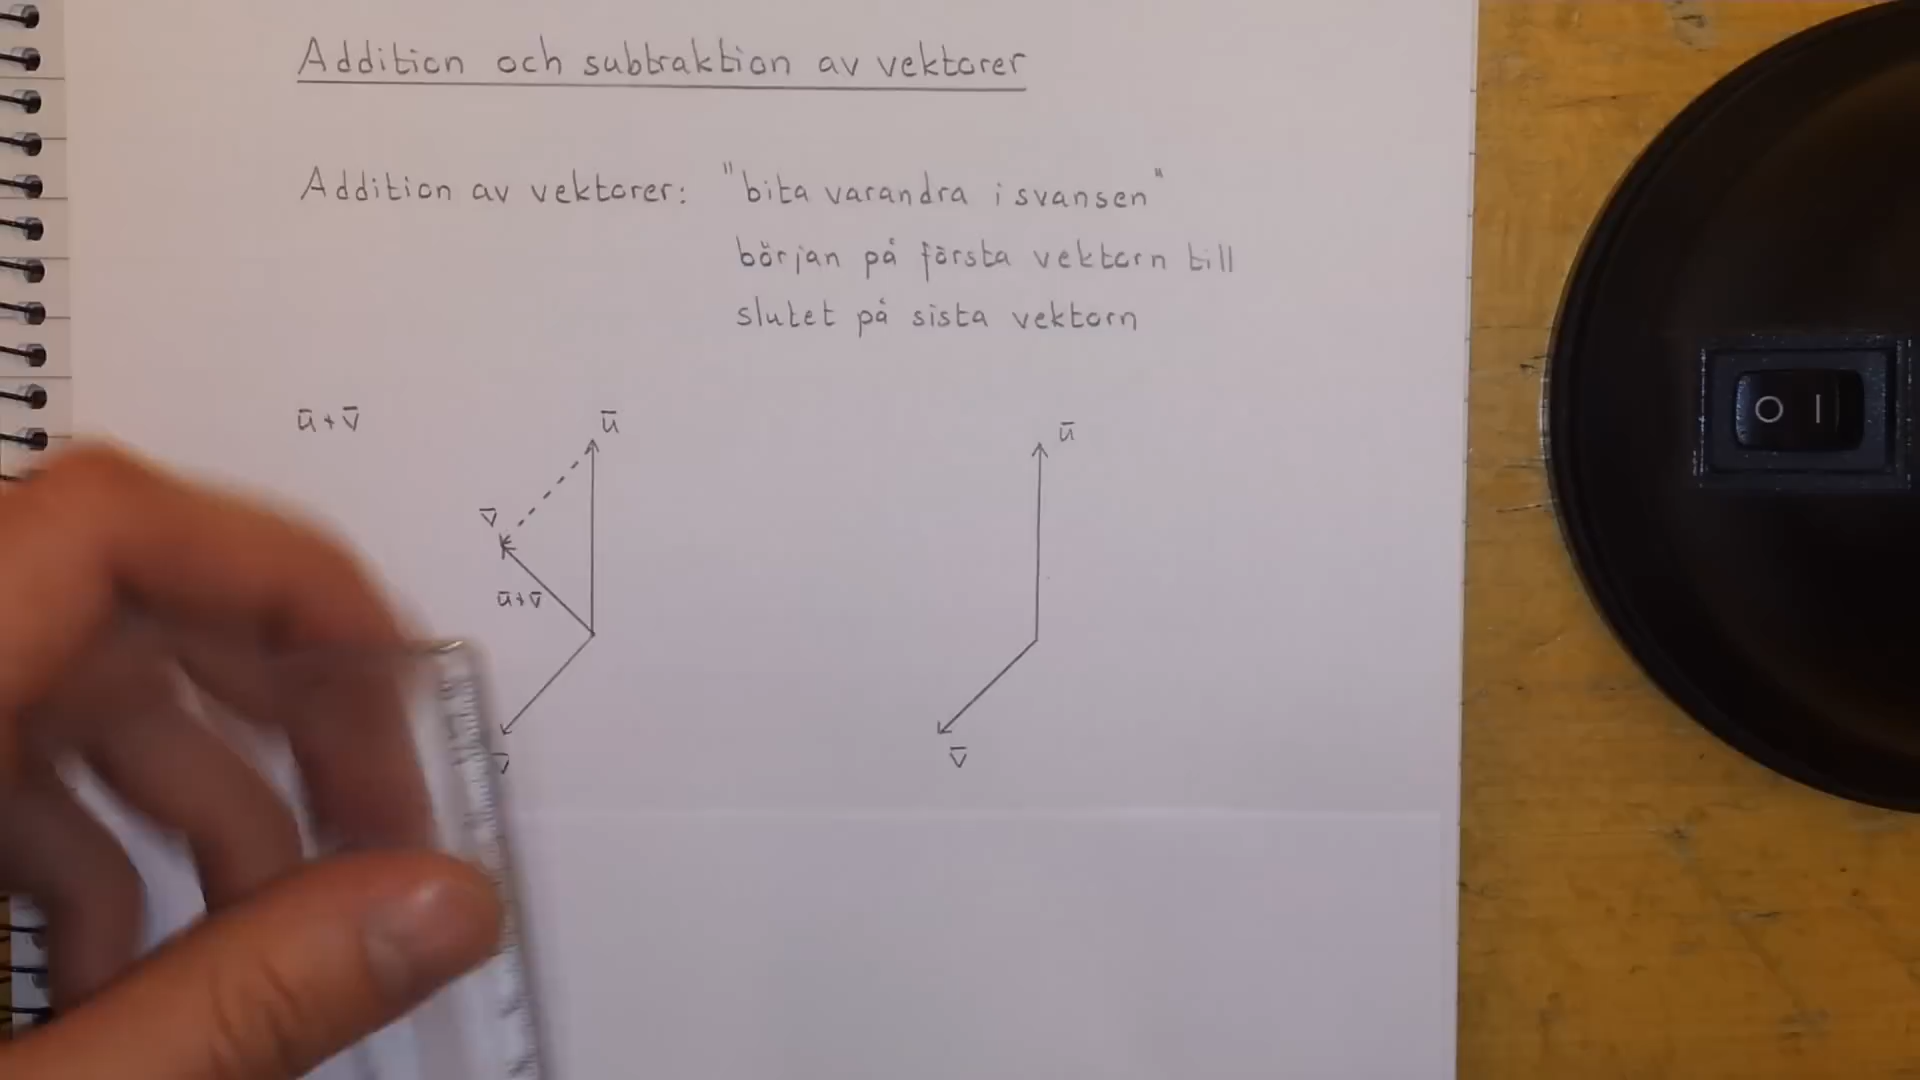 Addition och subtraktion av vektorer
Addition av vektorer: "bita varandra i svansen"
början på första vektorn till
slutet på sista vektorn
u̅ + v̅
u̅
v̅
u̅+v̅
v̅
u̅
v̅
O I